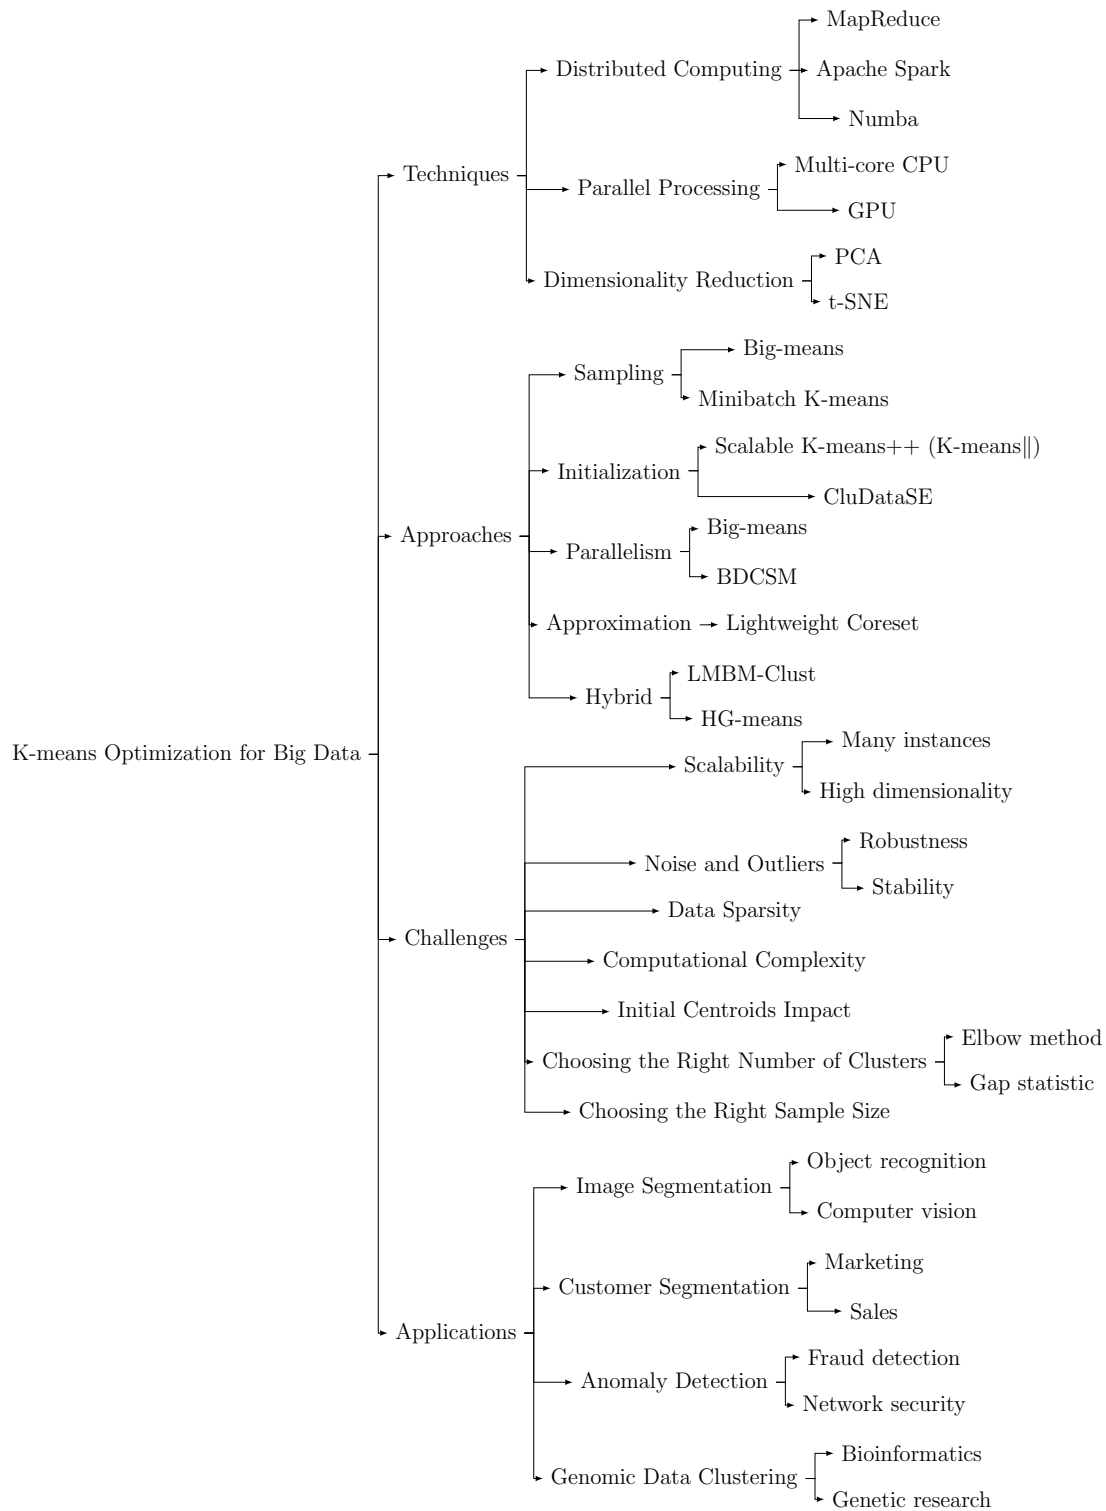 MapReduce
Distributed Computing
Apache Spark
Numba
Techniques
Multi-core CPU
Parallel Processing
GPU
PCA
Dimensionality Reduction
t-SNE
Big-means
Sampling
Minibatch K-means
Scalable K-means++ (K-means∥)
Initialization
CluDataSE
Approaches
Big-means
Parallelism
BDCSM
Approximation
Lightweight Coreset
LMBM-Clust
Hybrid
HG-means
K-means Optimization for Big Data
Many instances
Scalability
High dimensionality
Robustness
Noise and Outliers
Stability
Data Sparsity
Challenges
Computational Complexity
Initial Centroids Impact
Elbow method
Choosing the Right Number of Clusters
Gap statistic
Choosing the Right Sample Size
Object recognition
Image Segmentation
Computer vision
Marketing
Customer Segmentation
Sales
Applications
Fraud detection
Anomaly Detection
Network security
Bioinformatics
Genomic Data Clustering
Genetic research